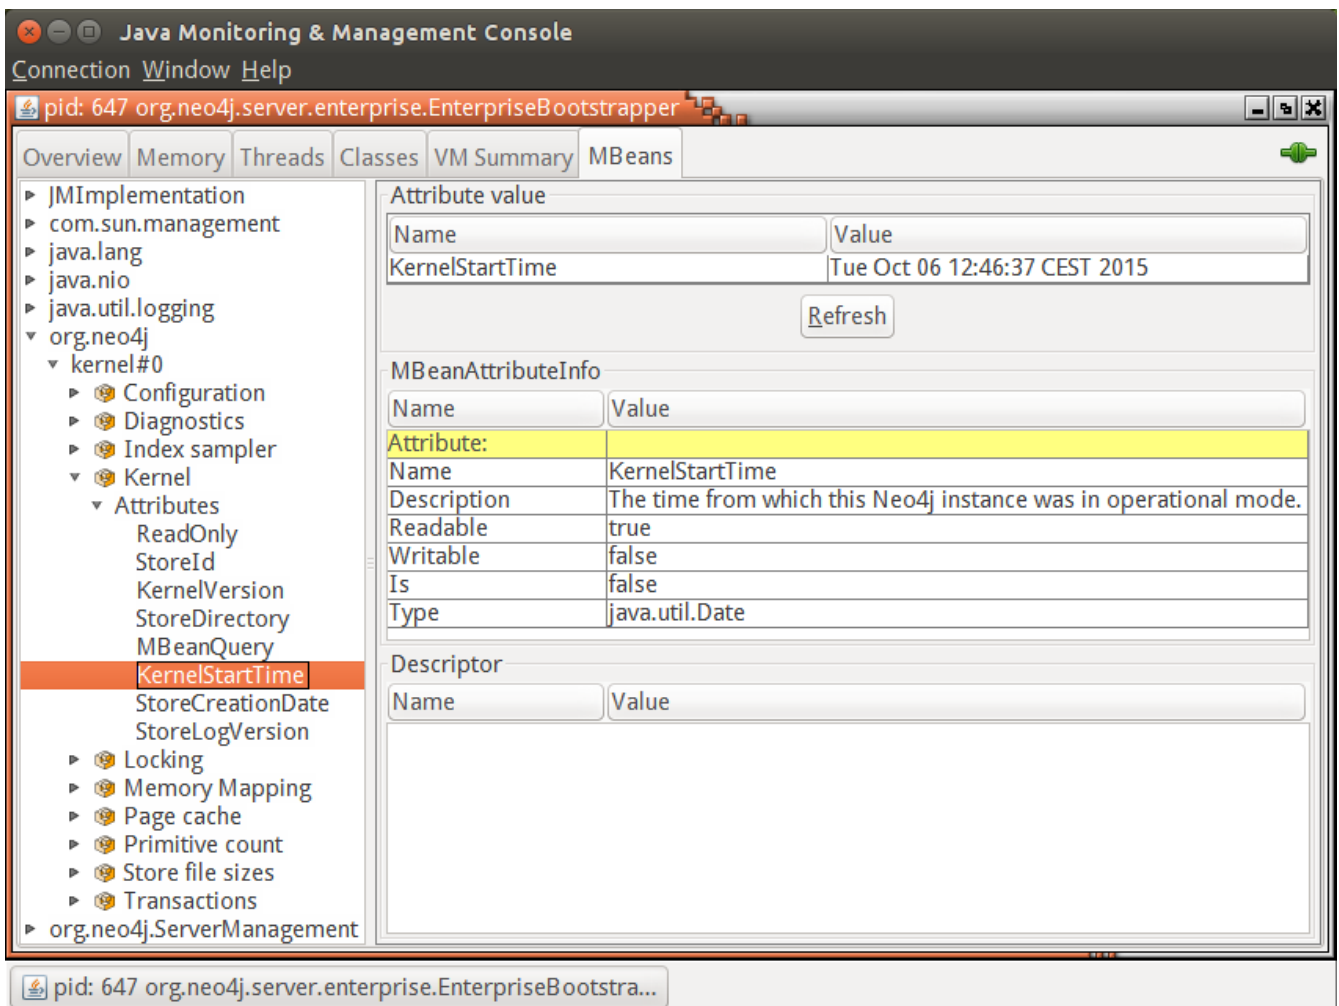 Java Monitoring & Management Console
Connection Window Help
pid: 647 org.neo4j.server.enterprise.EnterpriseBootstrapper
Overview Memory Threads Classes VM Summary MBeans
JMImplementation
com.sun.management
java.lang
java.nio
java.util.logging
org.neo4j
kernel#0
Configuration
Diagnostics
Index sampler
Kernel
Attributes
ReadOnly
StoreId
KernelVersion
StoreDirectory
MBeanQuery
KernelStartTime
StoreCreationDate
StoreLogVersion
Locking
Memory Mapping
Page cache
Primitive count
Store file sizes
Transactions
org.neo4j.ServerManagement
Attribute value
Name Value
KernelStartTime Tue Oct 06 12:46:37 CEST 2015
Refresh
MBeanAttributeInfo
Name Value
Attribute:
Name KernelStartTime
Description The time from which this Neo4j instance was in operational mode.
Readable true
Writable false
Is false
Type java.util.Date
Descriptor
Name Value
pid: 647 org.neo4j.server.enterprise.EnterpriseBootstra...